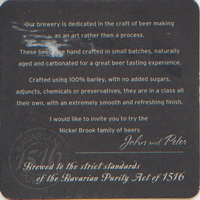 Our brewery is dedicated in the craft of beer making
as an art rather then a process.
These beers are hand crafted in small batches, naturally
aged and carbonated for a great beer tasting experience.
Crafted using 100% barley, with no added sugars,
adjuncts, chemicals or preservatives, they are in a class all
their own, with an extremely smooth and refreshing finish.
I would like to invite you to try the
Nickel Brook family of beers
John and Peter
Brewed to the strict standards
of the Bavarian Purity Act of 1516